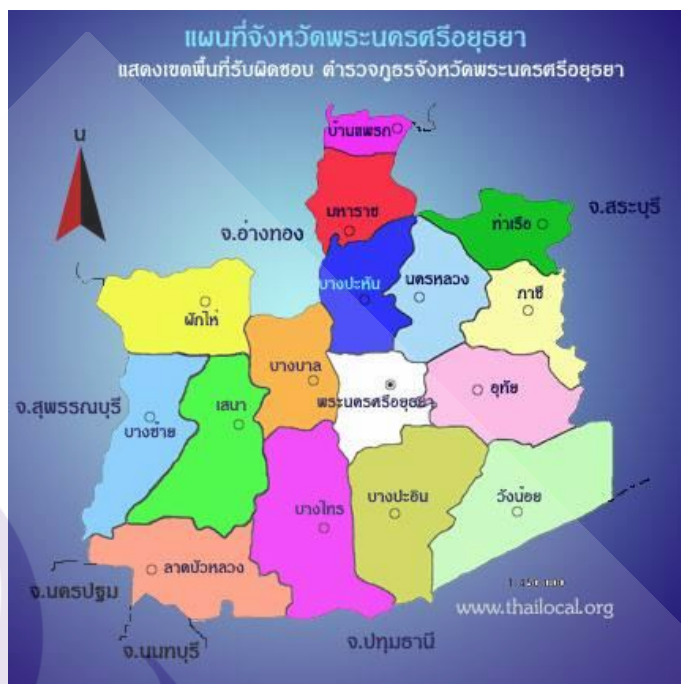 แผนที่จังหวัดพระนครศรีอยุธยา
แสดงเขตพื้นที่รับผิดชอบ ตำรวจภูธรจังหวัดพระนครศรีอยุธยา
น
บ้านแพรก
มหาราช
จ.อ่างทอง
ท่าเรือ
จ.สระบุรี
บางปะหัน
นครหลวง
ภาชี
ผักไห่
บางบาล
พระนครศรีอยุธยา
อุทัย
จ.สุพรรณบุรี
บางซ้าย
เสนา
บางไทร
บางปะอิน
วังน้อย
ลาดบัวหลวง
จ.นครปฐม
จ.นนทบุรี
จ.ปทุมธานี
www.thailocal.org